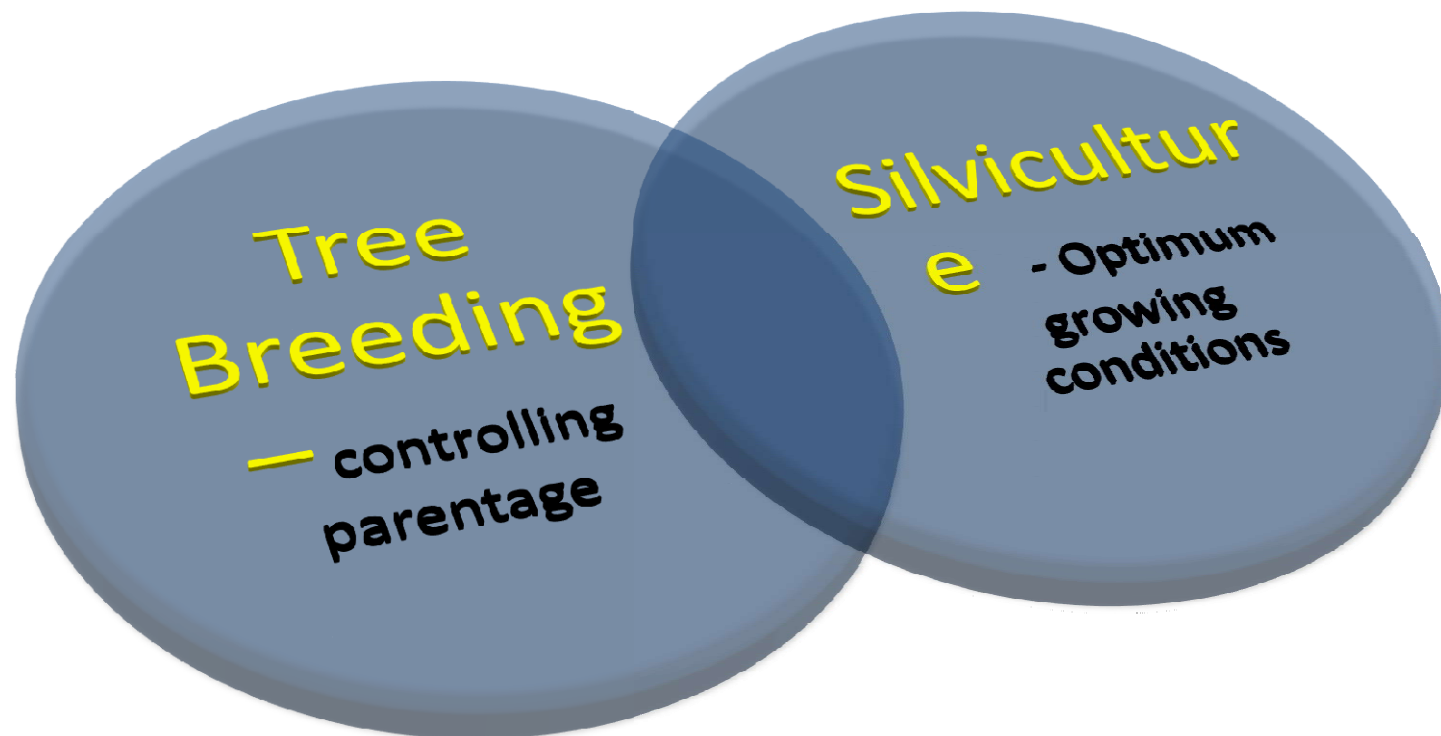 Tree
Breeding
– controlling
parentage
Silvicultur
e - Optimum
growing
conditions